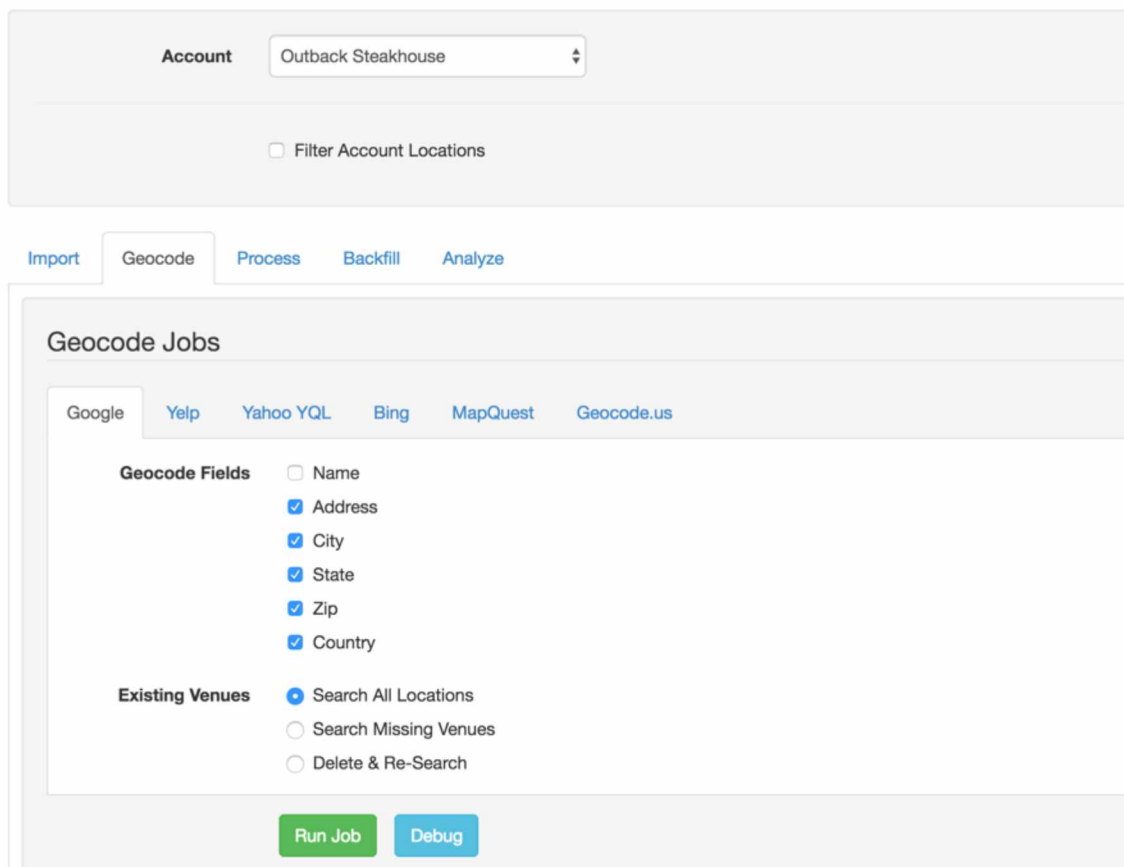 Account Outback Steakhouse
Filter Account Locations
Import Geocode Process Backfill Analyze
Geocode Jobs
Google Yelp Yahoo YQL Bing MapQuest Geocode.us
Geocode Fields Name
Address
City
State
Zip
Country
Existing Venues Search All Locations
Search Missing Venues
Delete & Re-Search
Run Job Debug